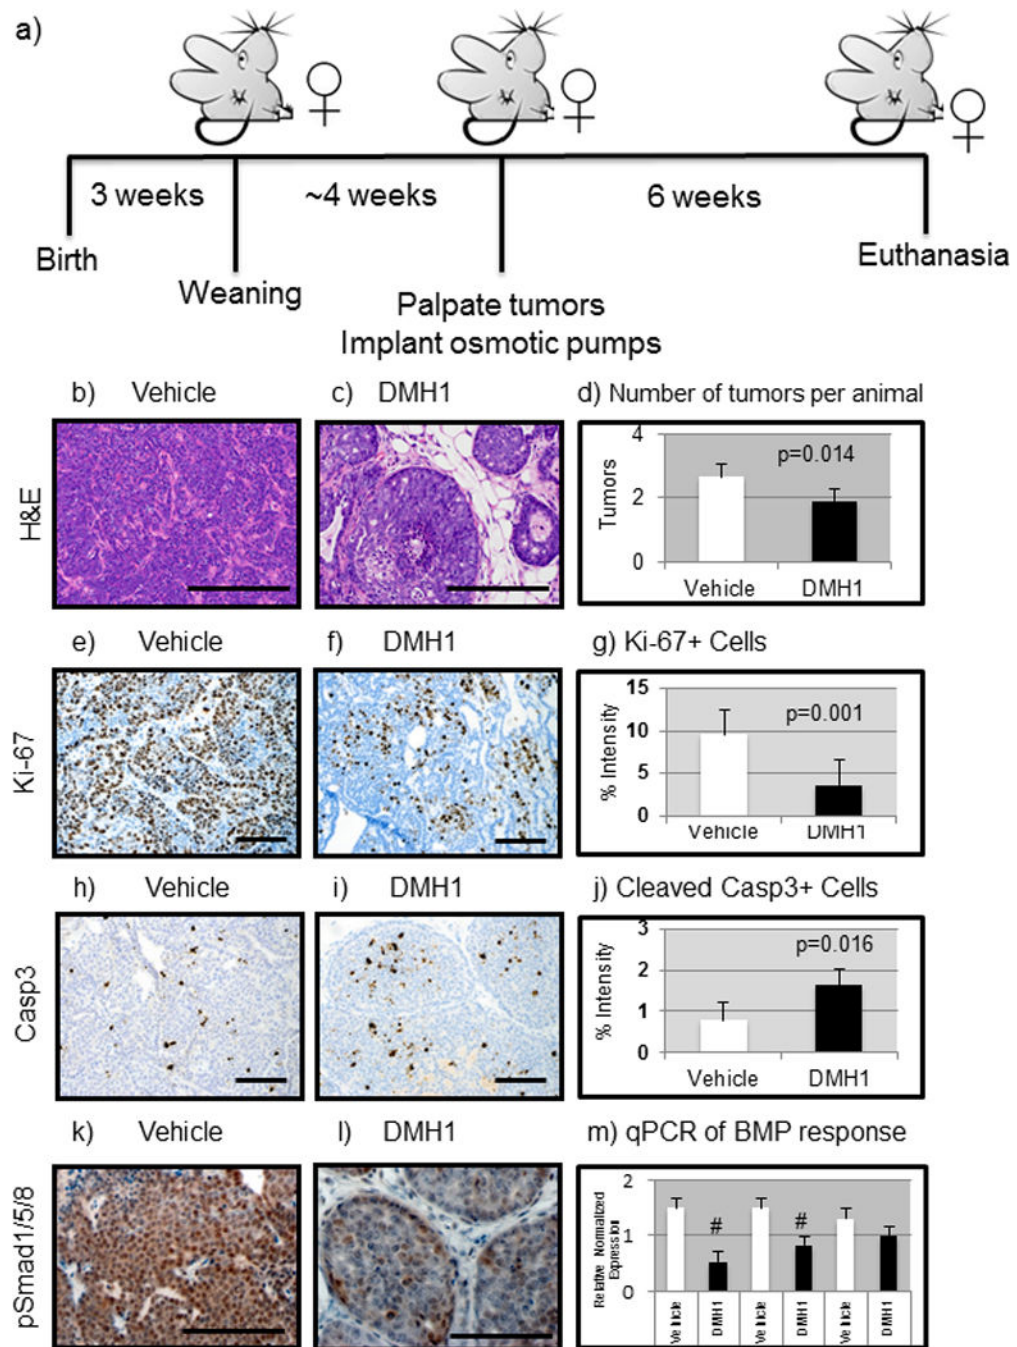 a)
3 weeks
~4 weeks
6 weeks
Birth
Weaning
Palpate tumors
Implant osmotic pumps
Euthanasia
b) Vehicle
c) DMH1
d) Number of tumors per animal
H&E
Tumors
4
2
0
p=0.014
Vehicle
DMH1
e) Vehicle
f) DMH1
g) Ki-67+ Cells
Ki-67
% Intensity
15
10
5
0
p=0.001
Vehicle
DMH1
h) Vehicle
i) DMH1
j) Cleaved Casp3+ Cells
Casp3
% Intensity
3
2
1
0
p=0.016
Vehicle
DMH1
k) Vehicle
l) DMH1
m) qPCR of BMP response
pSmad1/5/8
Relative Normalized
Expression
2
1
0
#
#
Vehicle
DMH1
Vehicle
DMH1
Vehicle
DMH1